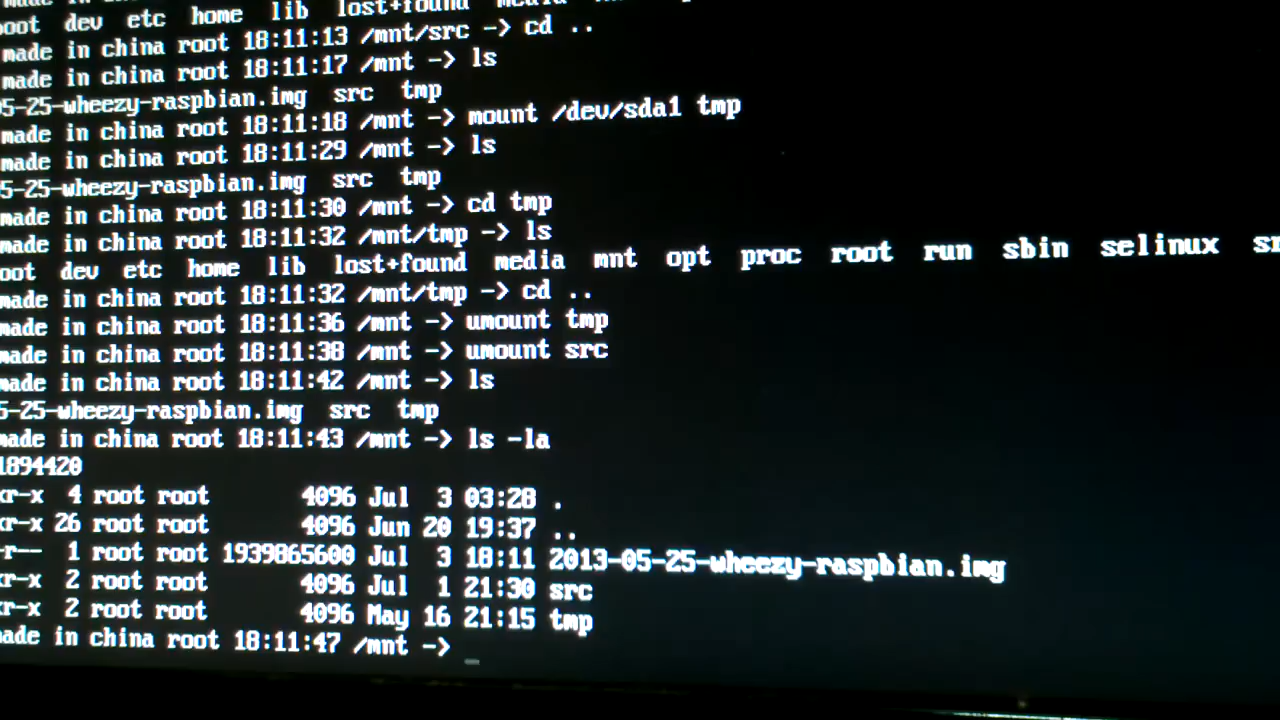 oot dev etc home lib lost+found media
made in china root 18:11:13 /mnt/src -> cd ..
made in china root 18:11:17 /mnt -> ls
05-25-wheezy-raspbian.img src tmp
made in china root 18:11:18 /mnt -> mount /dev/sda1 tmp
made in china root 18:11:29 /mnt -> ls
5-25-wheezy-raspbian.img src tmp
made in china root 18:11:30 /mnt -> cd tmp
made in china root 18:11:32 /mnt/tmp -> ls
oot dev etc home lib lost+found media mnt opt proc root run sbin selinux sr
made in china root 18:11:32 /mnt/tmp -> cd ..
made in china root 18:11:36 /mnt -> umount tmp
made in china root 18:11:38 /mnt -> umount src
made in china root 18:11:42 /mnt -> ls
5-25-wheezy-raspbian.img src tmp
made in china root 18:11:43 /mnt -> ls -la
1894420
xr-x 4 root root 4096 Jul 3 03:28 .
xr-x 26 root root 4096 Jun 20 19:37 ..
-r-- 1 root root 1939865600 Jul 3 18:11 2013-05-25-wheezy-raspbian.img
xr-x 2 root root 4096 Jul 1 21:30 src
xr-x 2 root root 4096 May 16 21:15 tmp
made in china root 18:11:47 /mnt -> _